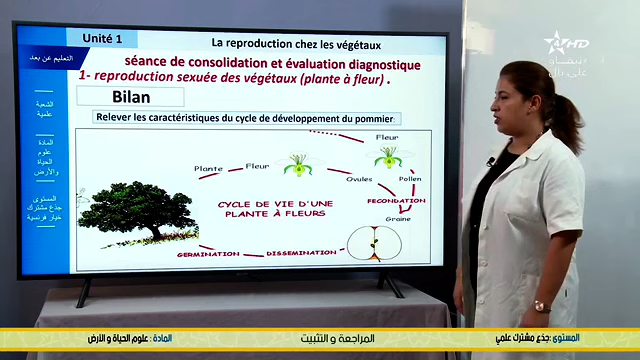 Unité 1
La reproduction chez les végétaux
التعليم عن بعد
séance de consolidation et évaluation diagnostique
1- reproduction sexuée des végétaux (plante à fleur) .
Bilan
Relever les caractéristiques du cycle de développement du pommier:
الشعبة
علمية
المادة
علوم
الحياة
والأرض
المستوى
جذع مشترك
خيار فرنسية
Fleur
Fleur
Plante
Ovules
Pollen
CYCLE DE VIE D'UNE
PLANTE À FLEURS
FECONDATION
Graine
GERMINATION
DISSEMINATION
HD
المستوى :جذع مشترك علمي
المراجعة و التثبيت
المادة : علوم الحياة و الأرض